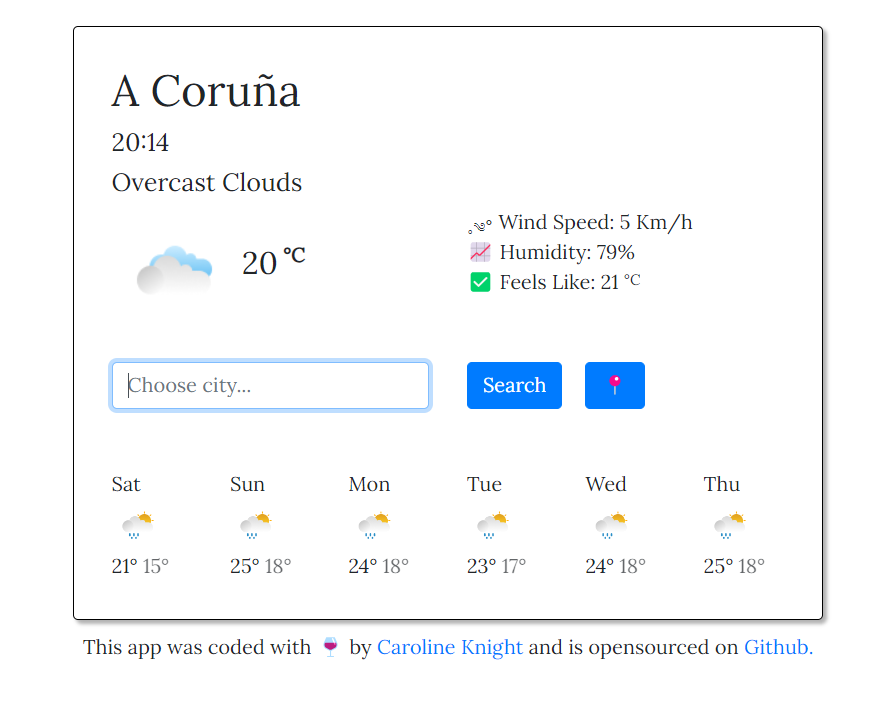 A Coruña
20:14
Overcast Clouds
20 °C
Wind Speed: 5 Km/h
Humidity: 79%
Feels Like: 21 °C
Choose city...
Search
Sat Sun Mon Tue Wed Thu
21° 15° 25° 18° 24° 18° 23° 17° 24° 18° 25° 18°
This app was coded with 🍷 by Caroline Knight and is opensourced on Github.